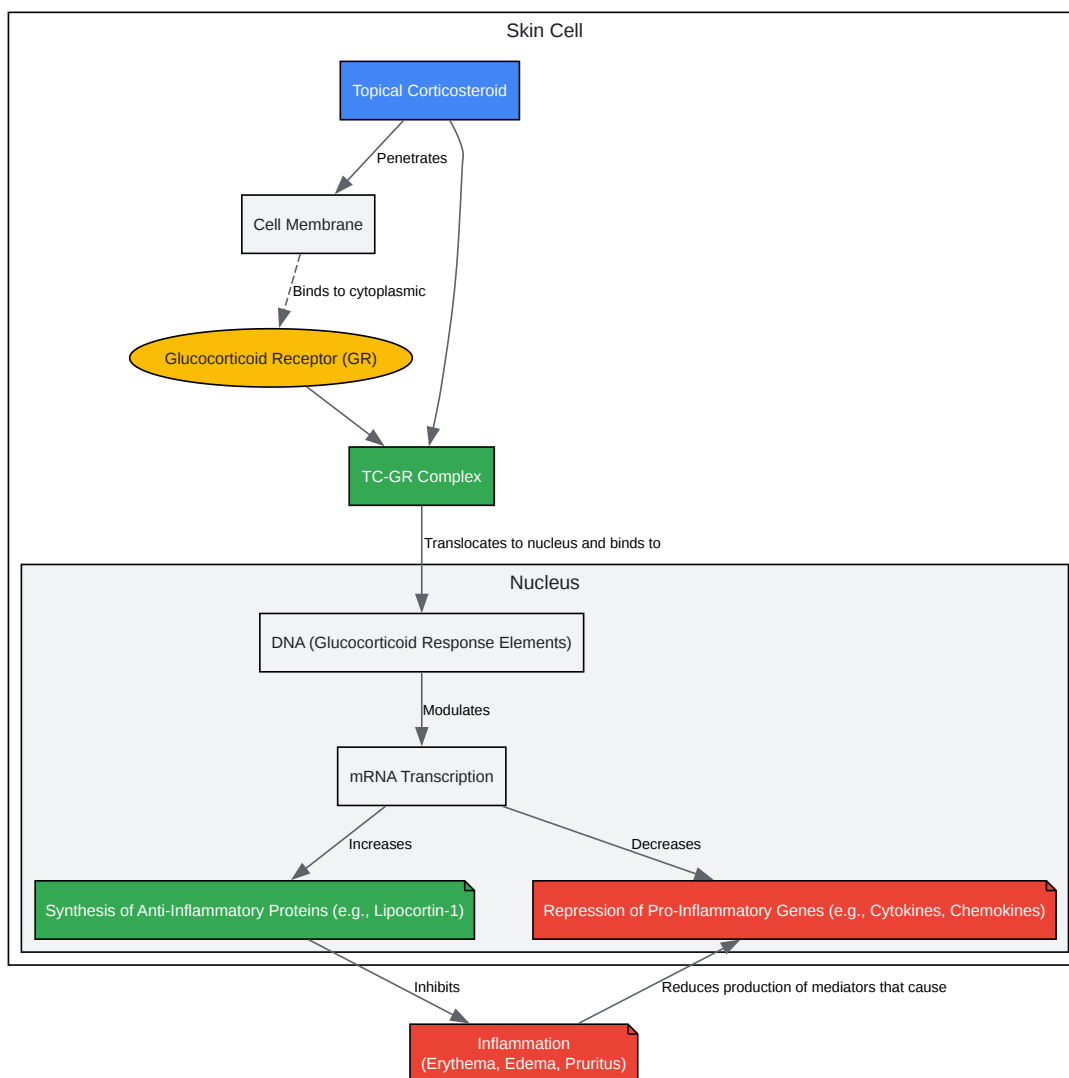 Skin Cell
Topical Corticosteroid
Penetrates
Cell Membrane
Binds to cytoplasmic
Glucocorticoid Receptor (GR)
TC-GR Complex
Translocates to nucleus and binds to
Nucleus
DNA (Glucocorticoid Response Elements)
Modulates
mRNA Transcription
Increases
Decreases
Synthesis of Anti-Inflammatory Proteins (e.g., Lipocortin-1)
Repression of Pro-Inflammatory Genes (e.g., Cytokines, Chemokines)
Inhibits
Reduces production of mediators that cause
Inflammation
(Erythema, Edema, Pruritus)